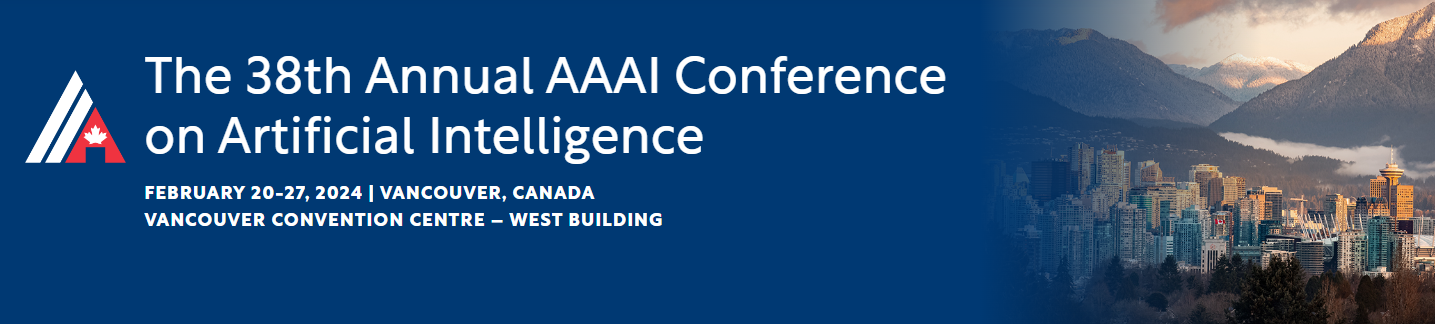 The 38th Annual AAAI Conference
on Artificial Intelligence
FEBRUARY 20-27, 2024 | VANCOUVER, CANADA
VANCOUVER CONVENTION CENTRE – WEST BUILDING